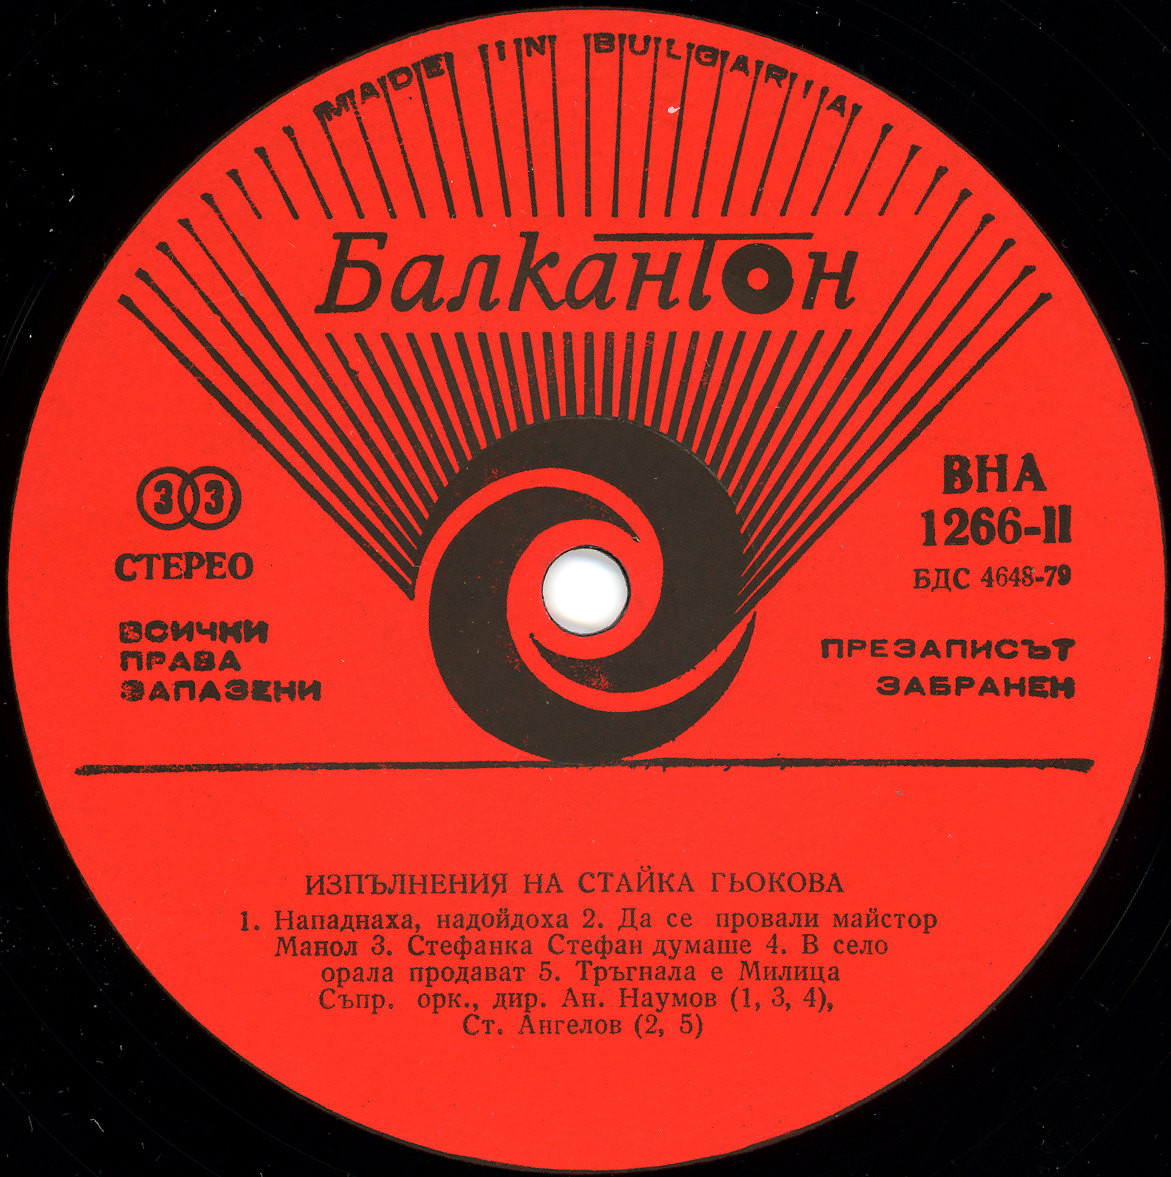 MADE IN BULGARIA
Балкантон
33
СТЕРЕО
ВСИЧКИ
ПРАВА
ЗАПАЗЕНИ
ВНА
1266-II
БДС 4648-79
ПРЕЗАПИСЪТ
ЗАБРАНЕН
ИЗПЪЛНЕНИЯ НА СТАЙКА ГЬОКОВА
1. Нападнаха, надойдоха 2. Да се провали майстор
Манол 3. Стефанка Стефан думаше 4. В село
орала продават 5. Тръгнала е Милица
Съпр. орк., дир. Ан. Наумов (1, 3, 4),
Ст. Ангелов (2, 5)